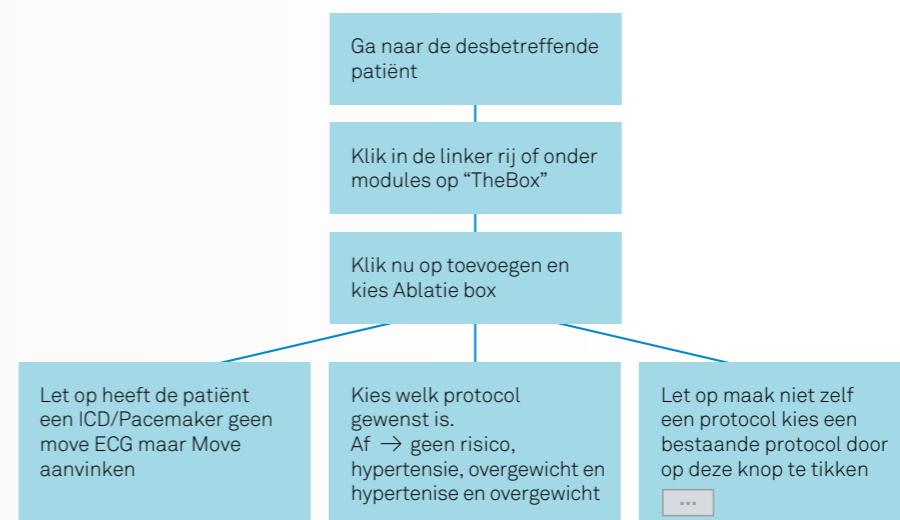 Ga naar de desbetreffende
patiënt
Klik in de linker rij of onder
modules op “TheBox”
Klik nu op toevoegen en
kies Ablatie box
Let op heeft de patiënt
een ICD/Pacemaker geen
move ECG maar Move
aanvinken
Kies welk protocol
gewenst is.
Af → geen risico,
hypertensie, overgewicht en
hypertenise en overgewicht
Let op maak niet zelf
een protocol kies een
bestaande protocol door
op deze knop te tikken
...